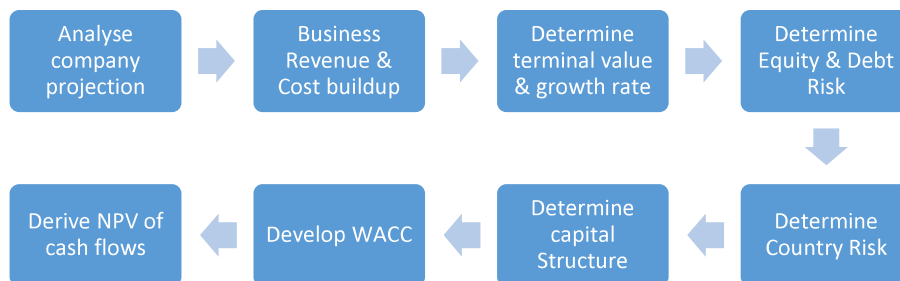 Analyse
company
projection
Business
Revenue &
Cost buildup
Determine
terminal value
& growth rate
Determine
Equity & Debt
Risk
Determine
Country Risk
Determine
capital
Structure
Develop WACC
Derive NPV of
cash flows